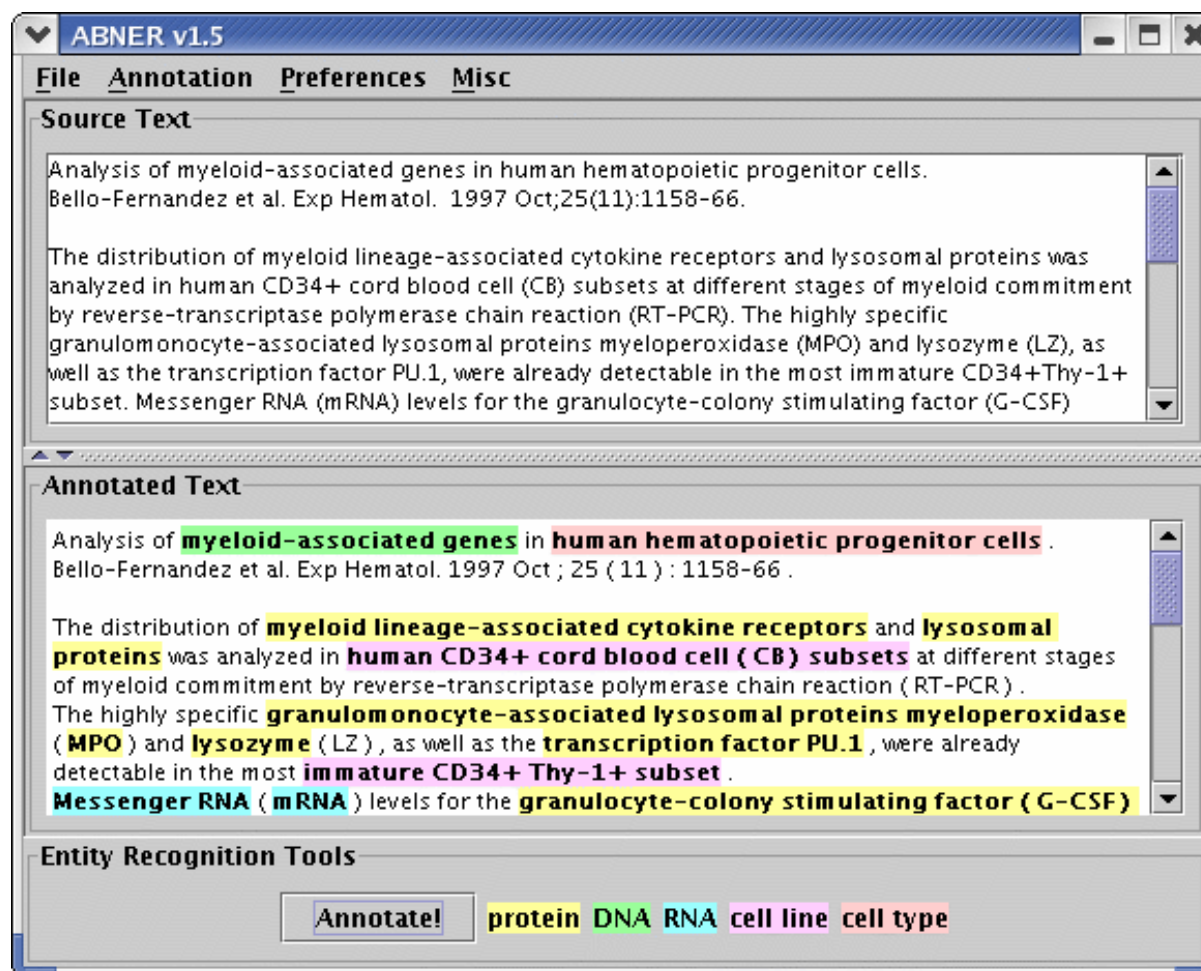 ABNER v1.5
File Annotation Preferences Misc
Source Text
Analysis of myeloid-associated genes in human hematopoietic progenitor cells.
Bello-Fernandez et al. Exp Hematol. 1997 Oct;25(11):1158-66.
The distribution of myeloid lineage-associated cytokine receptors and lysosomal proteins was
analyzed in human CD34+ cord blood cell (CB) subsets at different stages of myeloid commitment
by reverse-transcriptase polymerase chain reaction (RT-PCR). The highly specific
granulomonocyte-associated lysosomal proteins myeloperoxidase (MPO) and lysozyme (LZ), as
well as the transcription factor PU.1, were already detectable in the most immature CD34+Thy-1+
subset. Messenger RNA (mRNA) levels for the granulocyte-colony stimulating factor (G-CSF)
Annotated Text
Analysis of myeloid-associated genes in human hematopoietic progenitor cells .
Bello-Fernandez et al. Exp Hematol. 1997 Oct ; 25 ( 11 ) : 1158-66 .
The distribution of myeloid lineage-associated cytokine receptors and lysosomal
proteins was analyzed in human CD34+ cord blood cell ( CB ) subsets at different stages
of myeloid commitment by reverse-transcriptase polymerase chain reaction ( RT-PCR ) .
The highly specific granulomonocyte-associated lysosomal proteins myeloperoxidase
( MPO ) and lysozyme ( LZ ) , as well as the transcription factor PU.1 , were already
detectable in the most immature CD34+ Thy-1+ subset .
Messenger RNA ( mRNA ) levels for the granulocyte-colony stimulating factor ( G-CSF )
Entity Recognition Tools
Annotate! protein DNA RNA cell line cell type